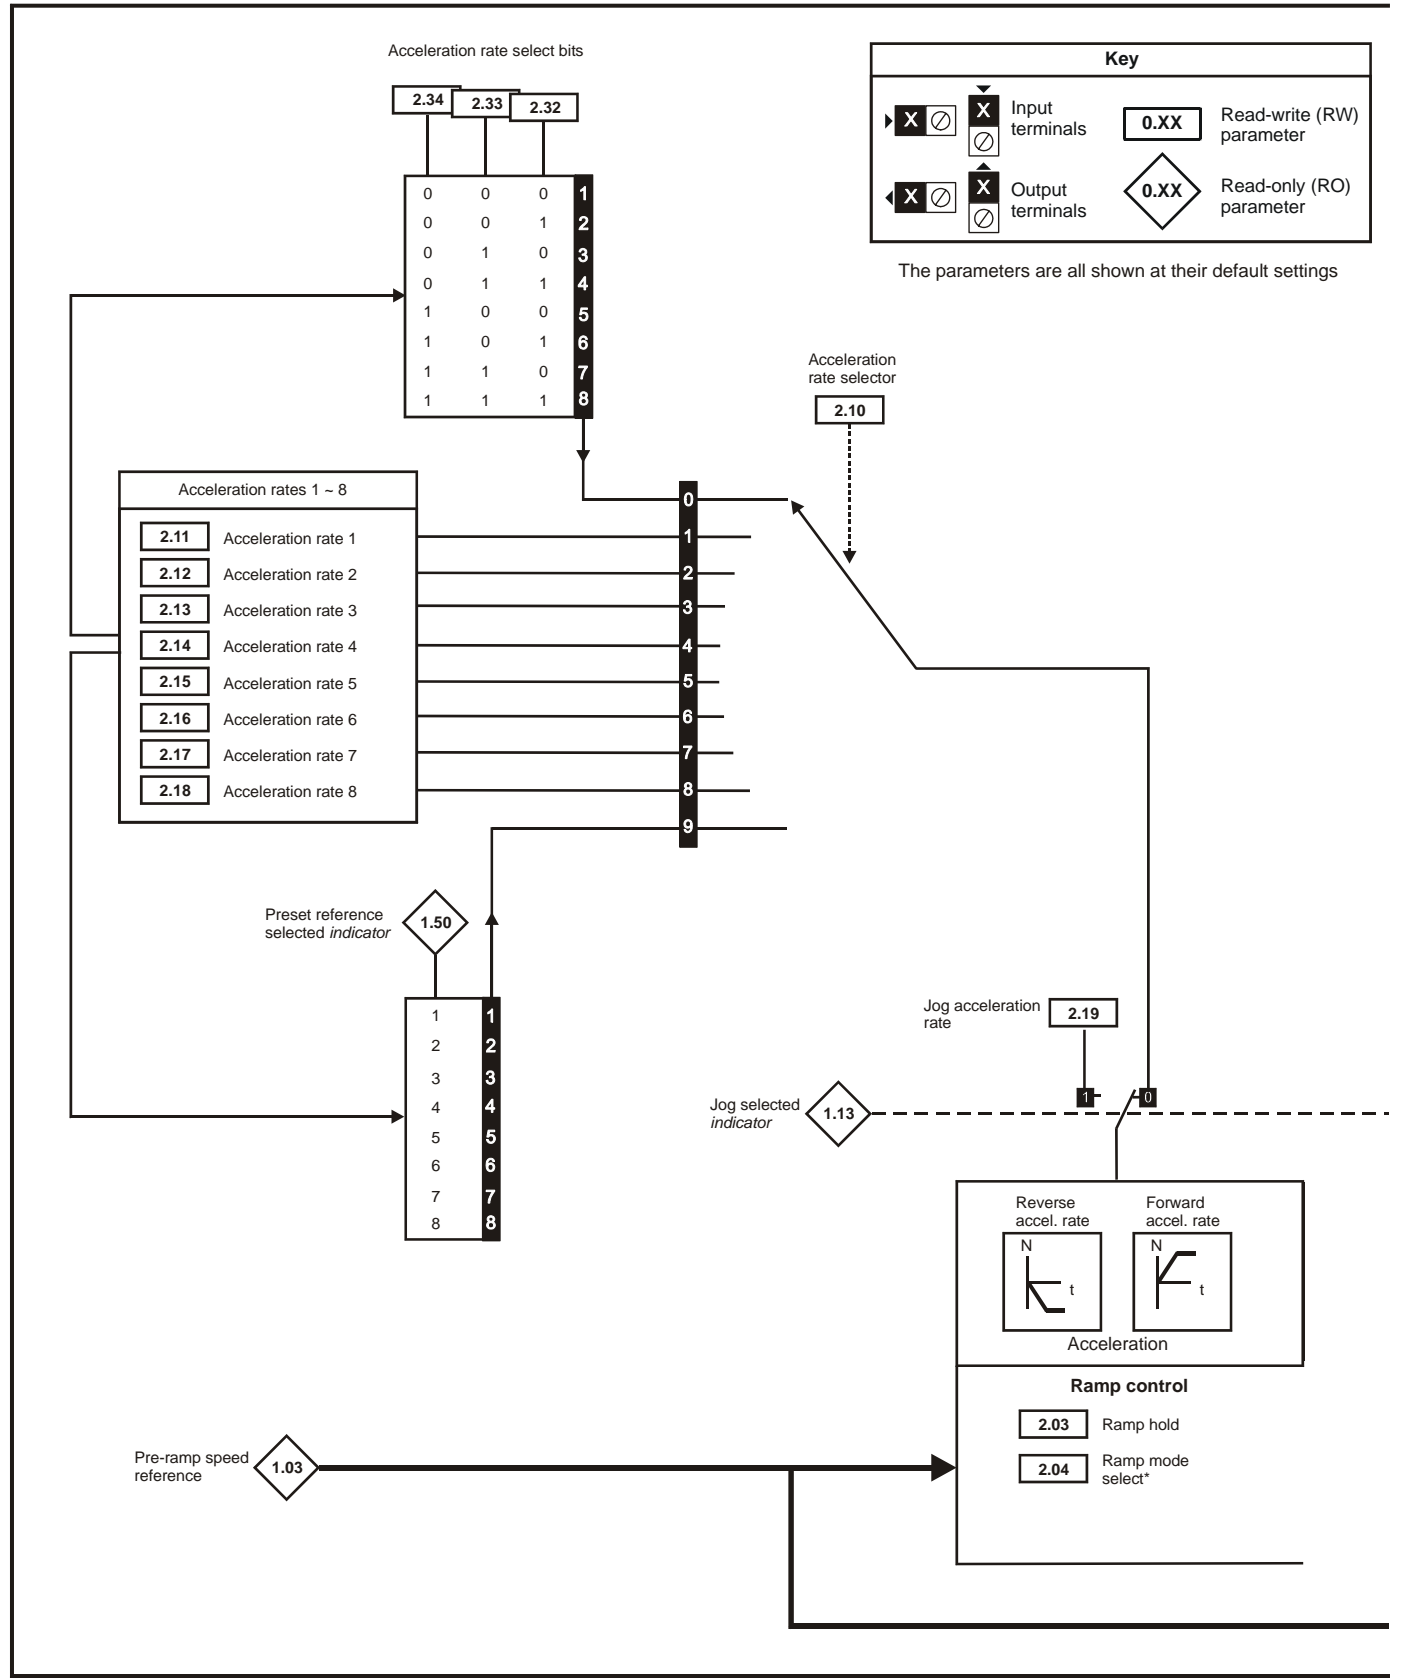 Acceleration rate select bits
2.34 2.33 2.32
0 0 0 1
0 0 1 2
0 1 0 3
0 1 1 4
1 0 0 5
1 0 1 6
1 1 0 7
1 1 1 8
Key
X
X
Input
terminals
0.XX
Read-write (RW)
parameter
X
X
Output
terminals
0.XX
Read-only (RO)
parameter
The parameters are all shown at their default settings
Acceleration
rate selector
2.10
Acceleration rates 1 ~ 8
2.11 Acceleration rate 1
2.12 Acceleration rate 2
2.13 Acceleration rate 3
2.14 Acceleration rate 4
2.15 Acceleration rate 5
2.16 Acceleration rate 6
2.17 Acceleration rate 7
2.18 Acceleration rate 8
0
1
2
3
4
5
6
7
8
9
Preset reference
selected indicator
1.50
1 1
2 2
3 3
4 4
5 5
6 6
7 7
8 8
Jog acceleration
rate
2.19
1 0
Jog selected
indicator
1.13
Reverse
accel. rate
N
t
Forward
accel. rate
N
t
Acceleration
Ramp control
2.03 Ramp hold
2.04 Ramp mode
select*
Pre-ramp speed
reference
1.03